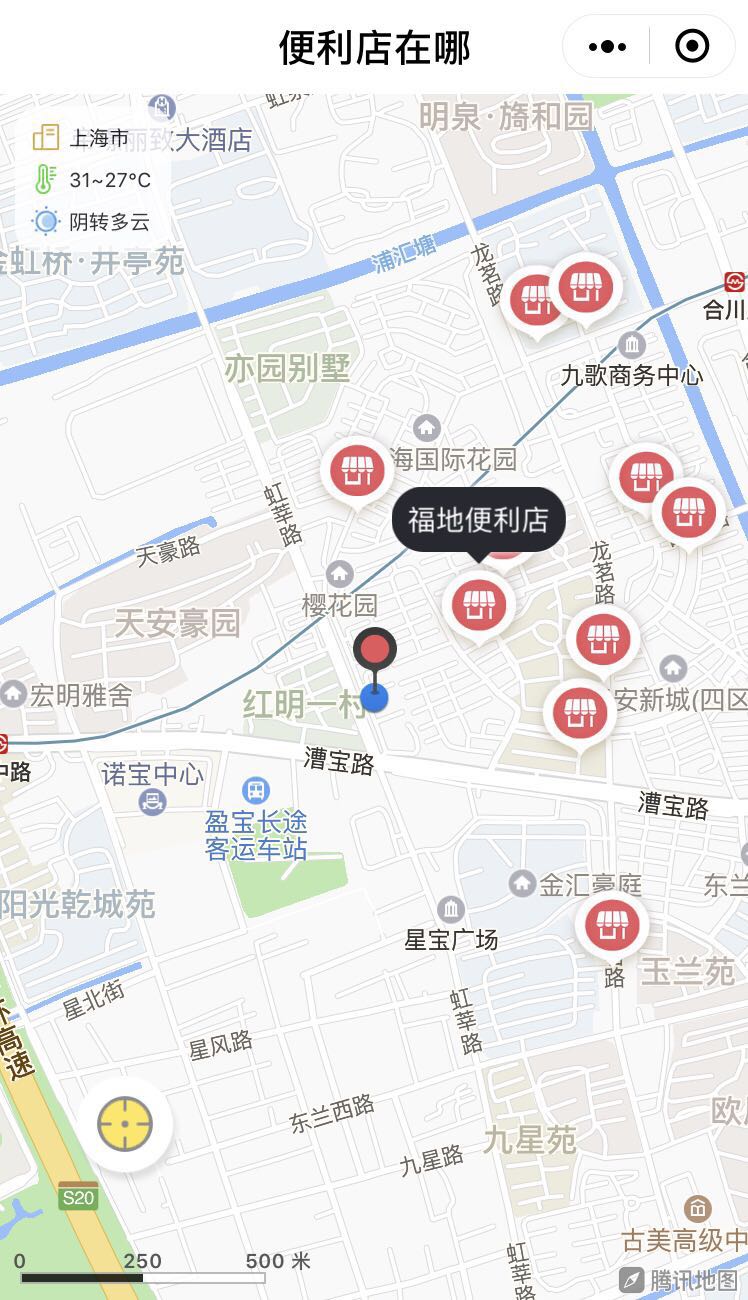 便利店在哪
明泉·旖和园
上海市
丽致大酒店
31~27°C
阴转多云
虹桥·井亭苑
浦汇塘
龙茗路
合川
九歌商务中心
亦园别墅
海国际花园
虹莘路
福地便利店
天豪路
龙茗路
樱花园
天安豪园
宏明雅舍
红明一村
安新城(四区
中路
漕宝路
诺宝中心
漕宝路
盈宝长途
客运车站
金汇豪庭
东兰
阳光乾城苑
星宝广场
路
玉兰苑
星北街
虹莘路
环高速
星风路
东兰西路
九星苑
九星路
S20
古美高级中
虹莘路
0 250 500 米
腾讯地图